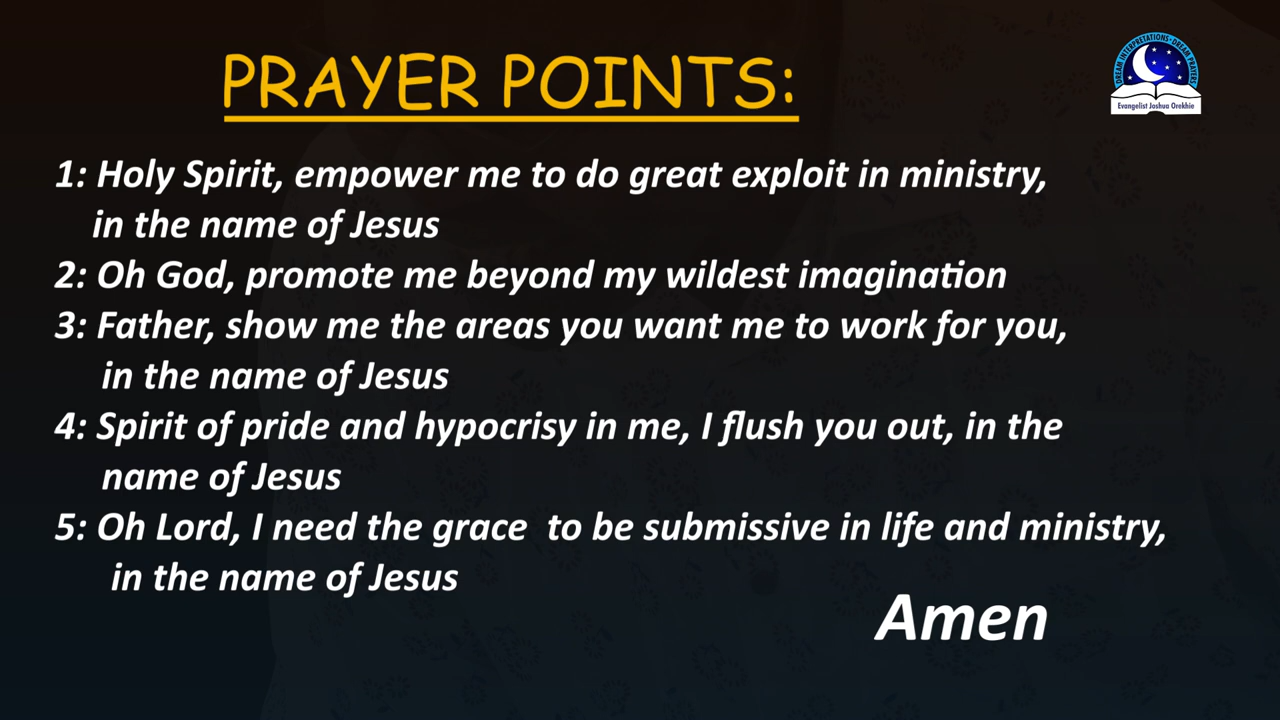 PRAYER POINTS:
DREAM INTERPRETATIONS - DREAM PRAYERS
Evangelist Joshua Orekhie
1: Holy Spirit, empower me to do great exploit in ministry,
in the name of Jesus
2: Oh God, promote me beyond my wildest imagination
3: Father, show me the areas you want me to work for you,
in the name of Jesus
4: Spirit of pride and hypocrisy in me, I flush you out, in the
name of Jesus
5: Oh Lord, I need the grace  to be submissive in life and ministry,
in the name of Jesus
Amen